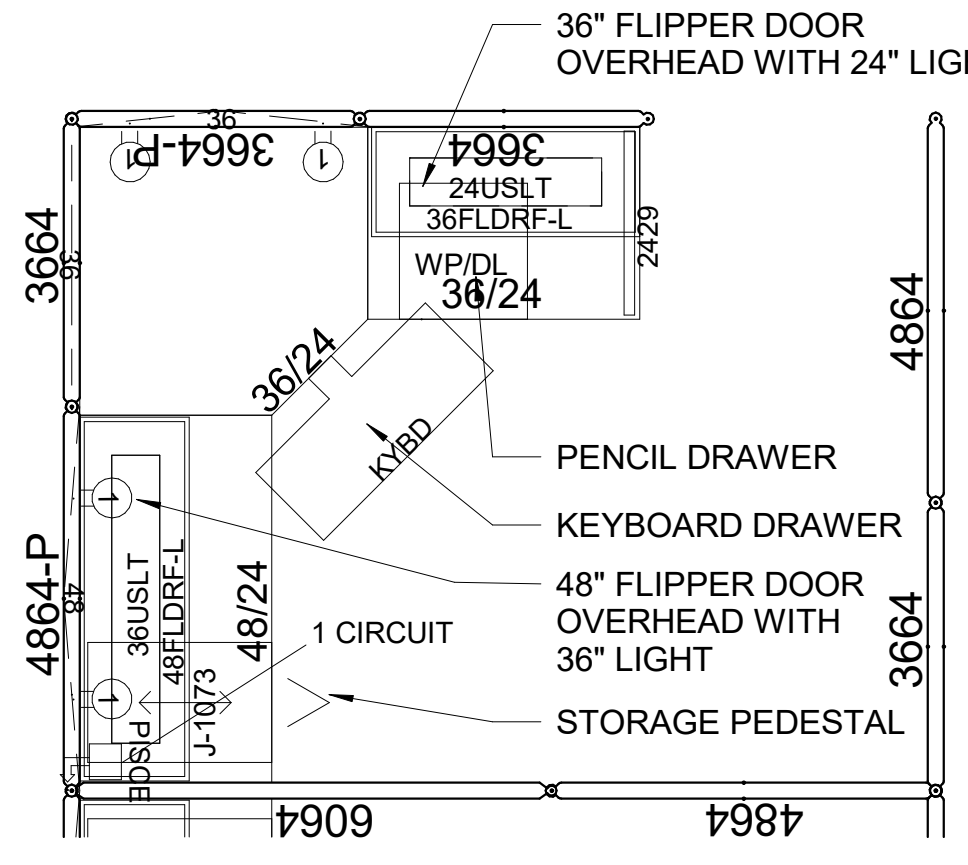 36" FLIPPER DOOR
OVERHEAD WITH 24" LIGH
36
3664-P
1
1
3664
24USLT
36FLDRF-L
2429
WP/DL
36/24
3664
36
36/24
KYBD
4864
PENCIL DRAWER
KEYBOARD DRAWER
48" FLIPPER DOOR
OVERHEAD WITH
36" LIGHT
1 CIRCUIT
STORAGE PEDESTAL
4864-P
48
1
1
36USLT
48FLDRF-L
48/24
J-1073
PISCE
3664
6064
4864